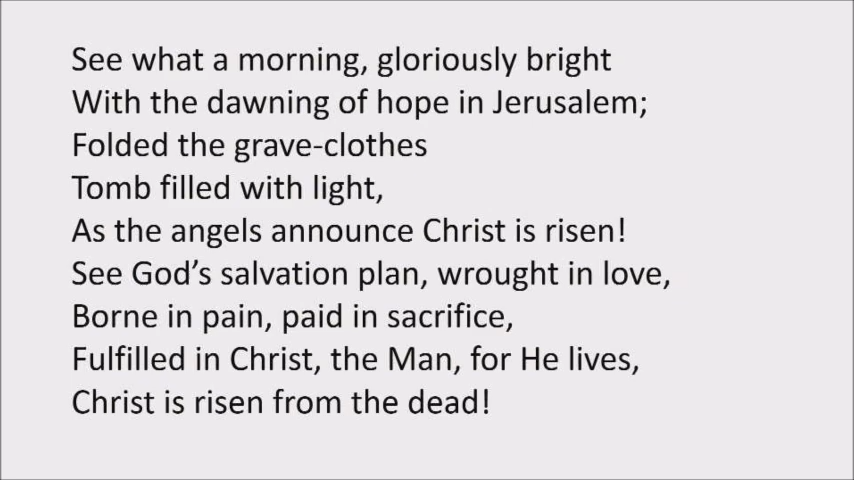 See what a morning, gloriously bright
With the dawning of hope in Jerusalem;
Folded the grave-clothes
Tomb filled with light,
As the angels announce Christ is risen!
See God’s salvation plan, wrought in love,
Borne in pain, paid in sacrifice,
Fulfilled in Christ, the Man, for He lives,
Christ is risen from the dead!